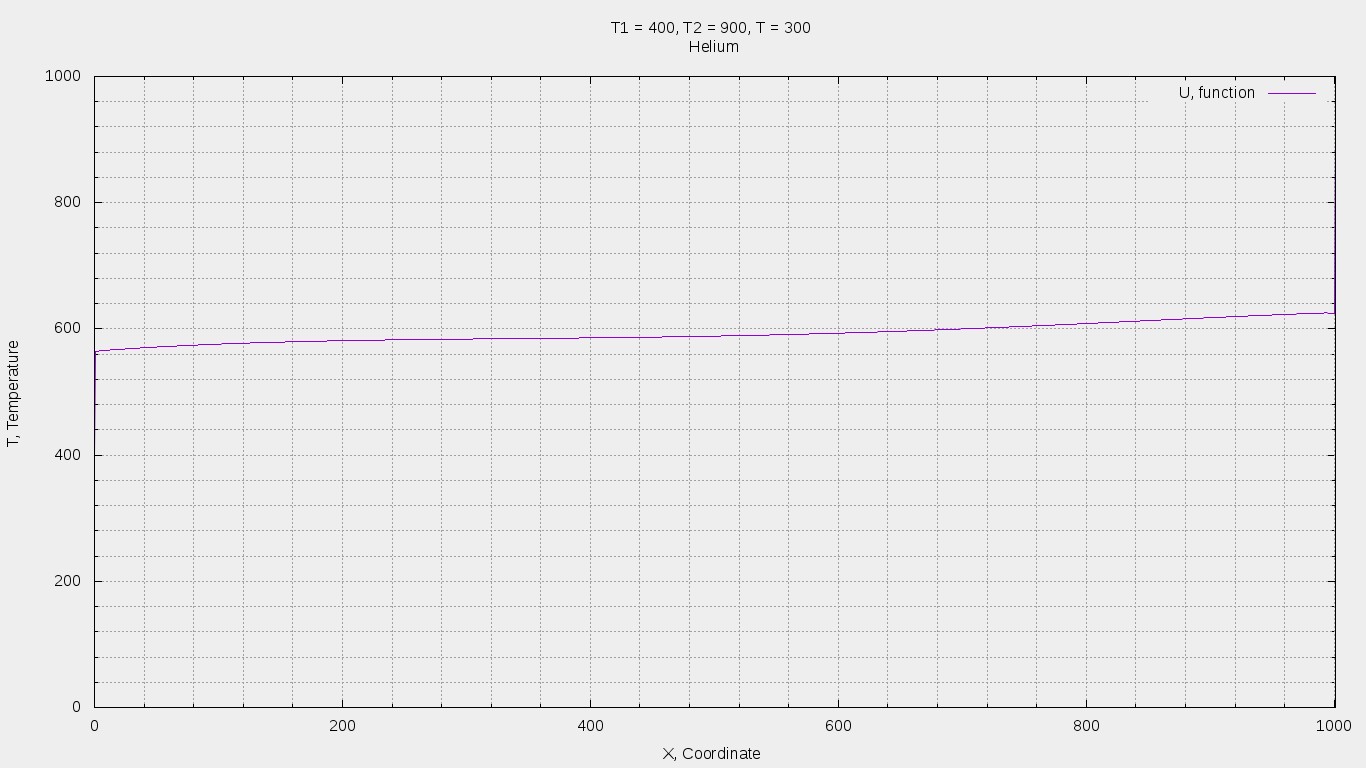 T1 = 400, T2 = 900, T = 300
Helium
U, function
T, Temperature
1000
800
600
400
200
0
0 200 400 600 800 1000
X, Coordinate